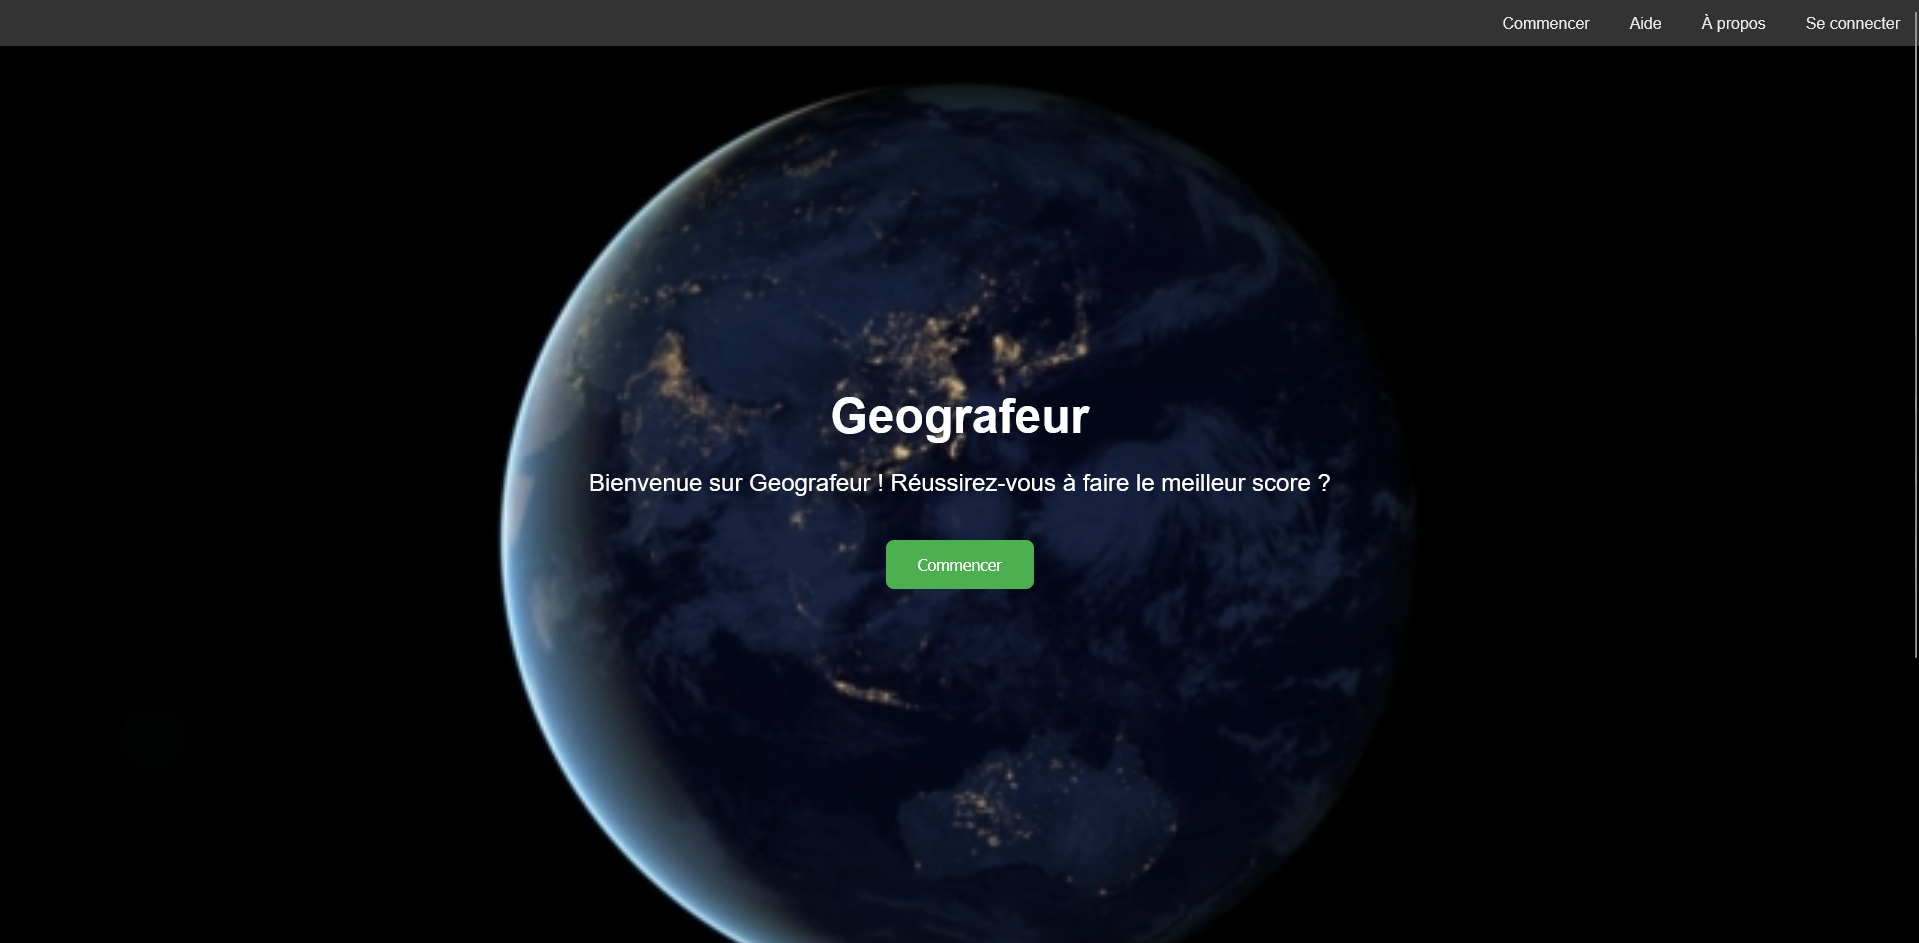 Commencer Aide À propos Se connecter
Geografeur
Bienvenue sur Geografeur ! Réussirez-vous à faire le meilleur score ?
Commencer